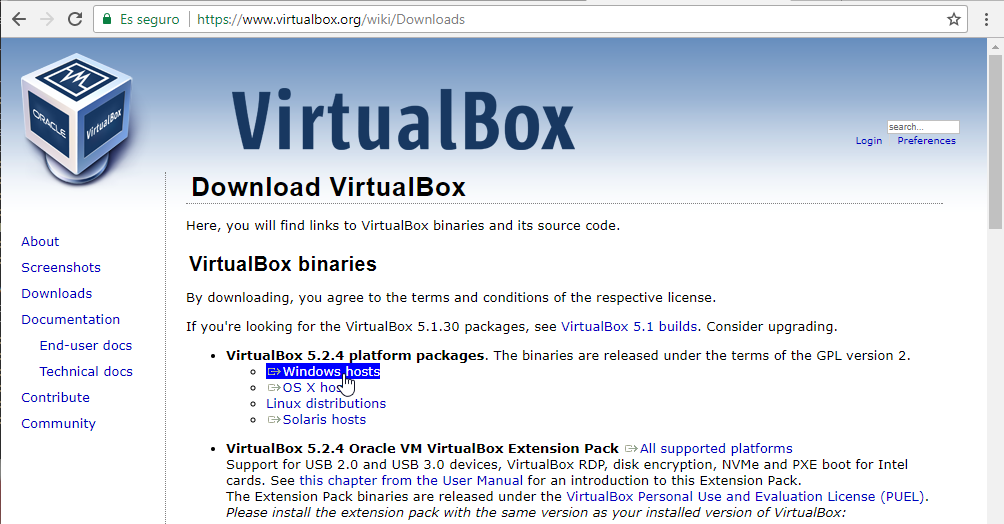 Es seguro | https://www.virtualbox.org/wiki/Downloads
ORACLE
VirtualBox
VirtualBox
search...
Login Preferences
About
Screenshots
Downloads
Documentation
End-user docs
Technical docs
Contribute
Community
Download VirtualBox
Here, you will find links to VirtualBox binaries and its source code.
VirtualBox binaries
By downloading, you agree to the terms and conditions of the respective license.
If you're looking for the VirtualBox 5.1.30 packages, see VirtualBox 5.1 builds. Consider upgrading.
• VirtualBox 5.2.4 platform packages. The binaries are released under the terms of the GPL version 2.
Windows hosts
OS X hosts
Linux distributions
Solaris hosts
• VirtualBox 5.2.4 Oracle VM VirtualBox Extension Pack All supported platforms
Support for USB 2.0 and USB 3.0 devices, VirtualBox RDP, disk encryption, NVMe and PXE boot for Intel
cards. See this chapter from the User Manual for an introduction to this Extension Pack.
The Extension Pack binaries are released under the VirtualBox Personal Use and Evaluation License (PUEL).
Please install the extension pack with the same version as your installed version of VirtualBox: